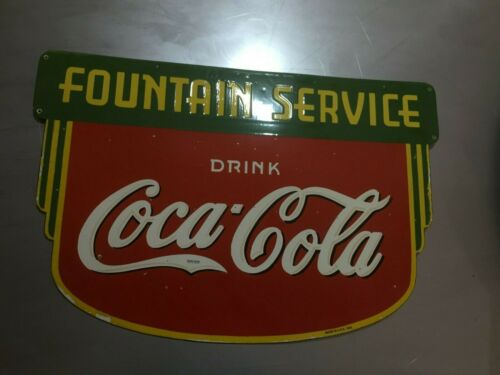 FOUNTAIN SERVICE
DRINK
Coca-Cola